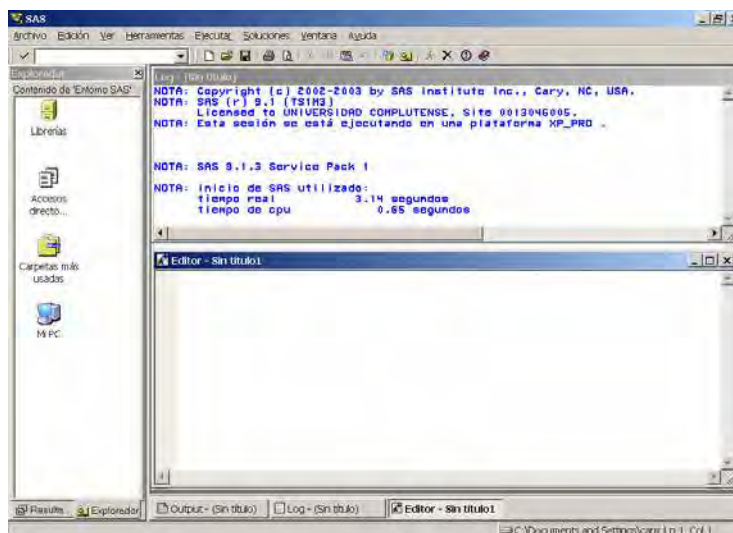 SAS
Archivo Edición Ver Herramientas Ejecutar Soluciones Ventana Ayuda
Explorador
Contenido de 'Entorno SAS'
Librerías
Accesos
directo...
Carpetas más
usadas
Mi PC
Log - (Sin título)
NOTA: Copyright (c) 2002-2003 by SAS Institute Inc., Cary, NC, USA.
NOTA: SAS (r) 9.1 (TS1M3)
Licensed to UNIVERSIDAD COMPLUTENSE, Site 0013046005.
NOTA: Esta sesión se está ejecutando en una plataforma XP_PRO .
NOTA: SAS 9.1.3 Service Pack 1
NOTA: inicio de SAS utilizado:
tiempo real 3.14 segundos
tiempo de cpu 0.65 segundos
Editor - Sin título1
Results Explorador
Output - (Sin título) Log - (Sin título) Editor - Sin título1
C:\Documents and Settings\ Ln 1, Col 1